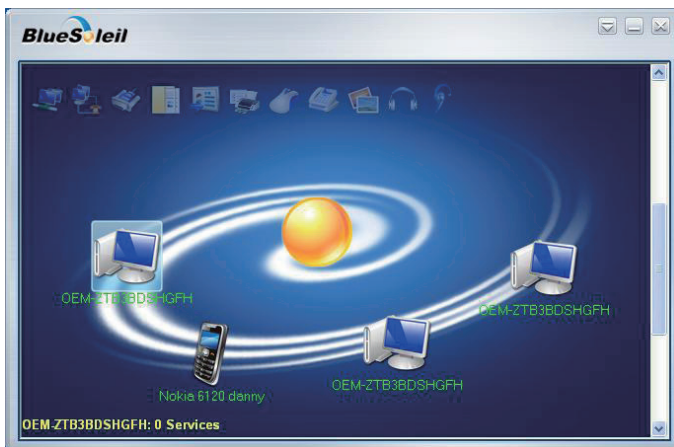 BlueSoleil
OEM-ZTB3BDSHGFH
OEM-ZTB3BDSHGFH
Nokia 6120 danny
OEM-ZTB3BDSHGFH
OEM-ZTB3BDSHGFH: 0 Services